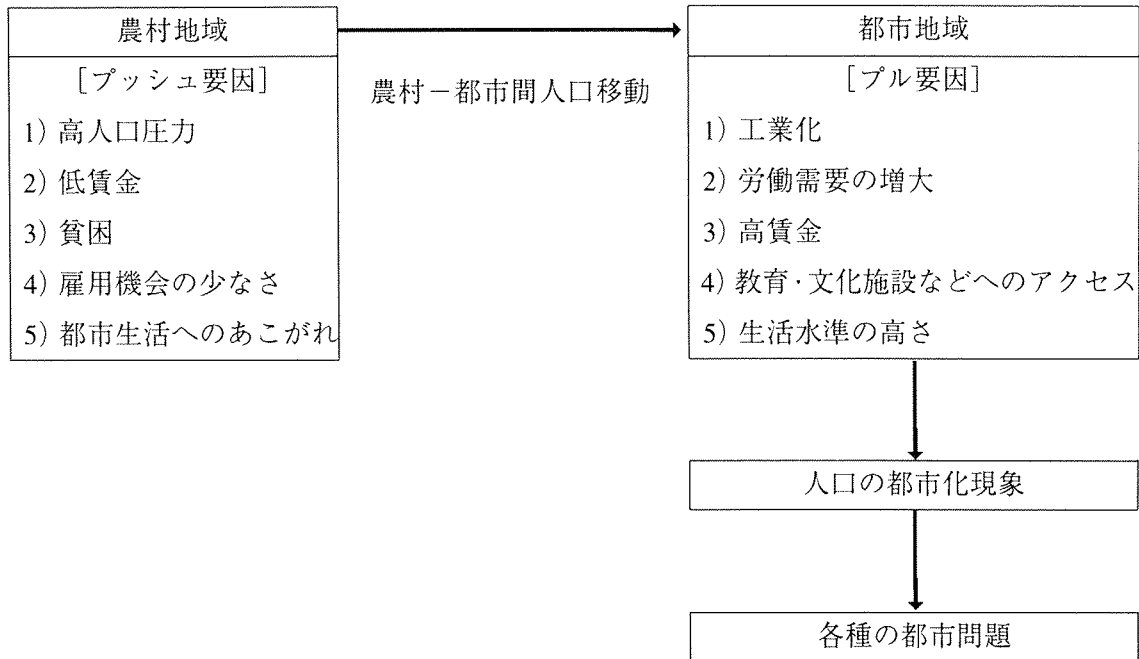 農村地域
[プッシュ要因]
1) 高人口圧力
2) 低賃金
3) 貧困
4) 雇用機会の少なさ
5) 都市生活へのあこがれ
農村－都市間人口移動
都市地域
[プル要因]
1) 工業化
2) 労働需要の増大
3) 高賃金
4) 教育・文化施設などへのアクセス
5) 生活水準の高さ
人口の都市化現象
各種の都市問題